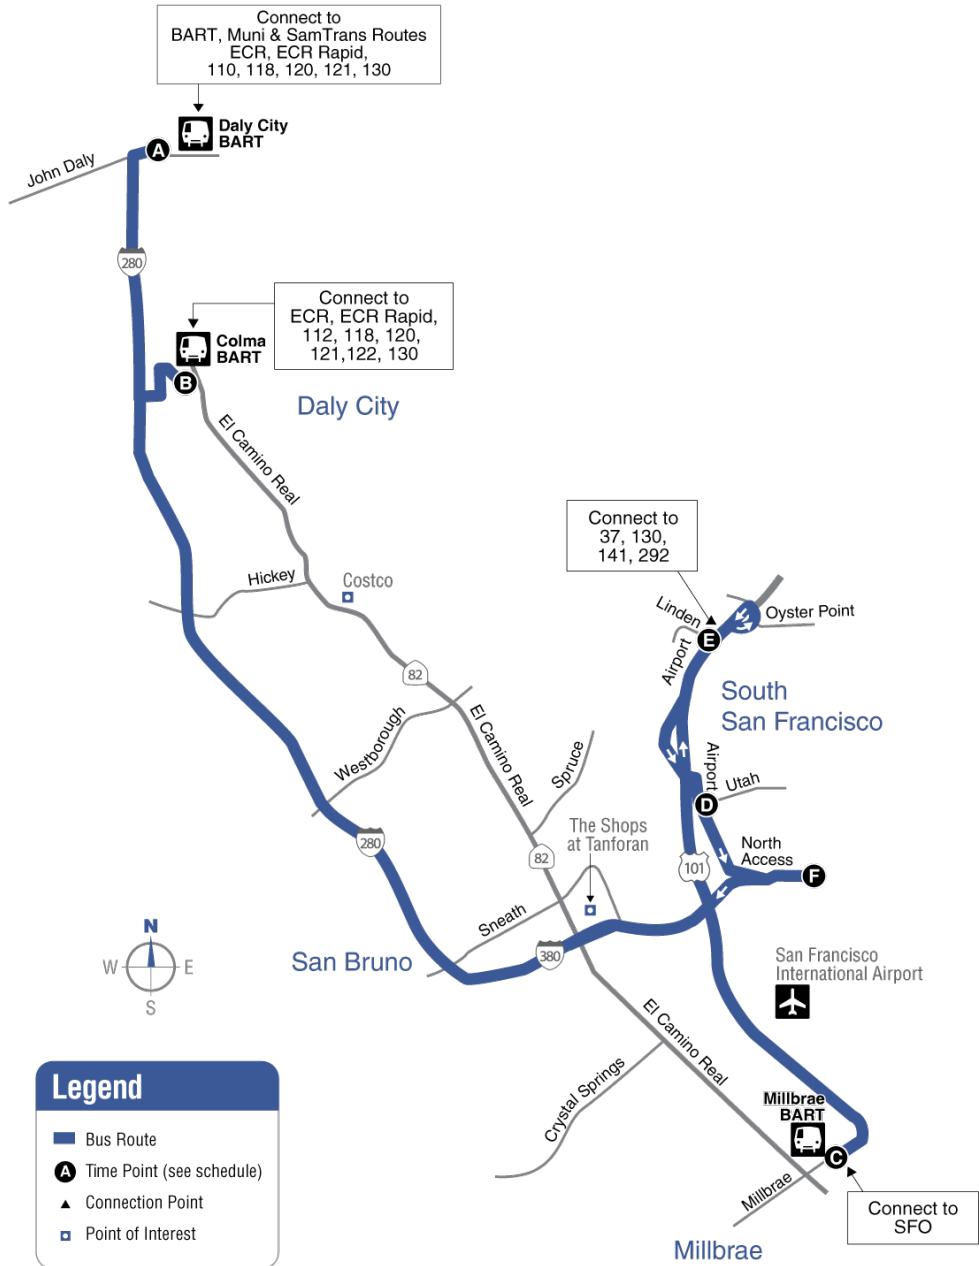 Connect to
BART, Muni & SamTrans Routes
ECR, ECR Rapid,
110, 118, 120, 121, 130
Daly City
BART
A
John Daly
280
Connect to
ECR, ECR Rapid,
112, 118, 120,
121,122, 130
Colma
BART
B
Daly City
El Camino Real
Connect to
37, 130,
141, 292
Hickey
Costco
Linden
Oyster Point
E
Airport
82
South
San Francisco
Westborough
El Camino Real
Spruce
Airport
Utah
D
The Shops
at Tanforan
280
82
101
North
Access
F
Sneath
380
San Bruno
N
W
E
S
San Francisco
International Airport
El Camino Real
Crystal Springs
Millbrae
BART
C
Millbrae
Connect to
SFO
Millbrae
Legend
Bus Route
A Time Point (see schedule)
Connection Point
Point of Interest